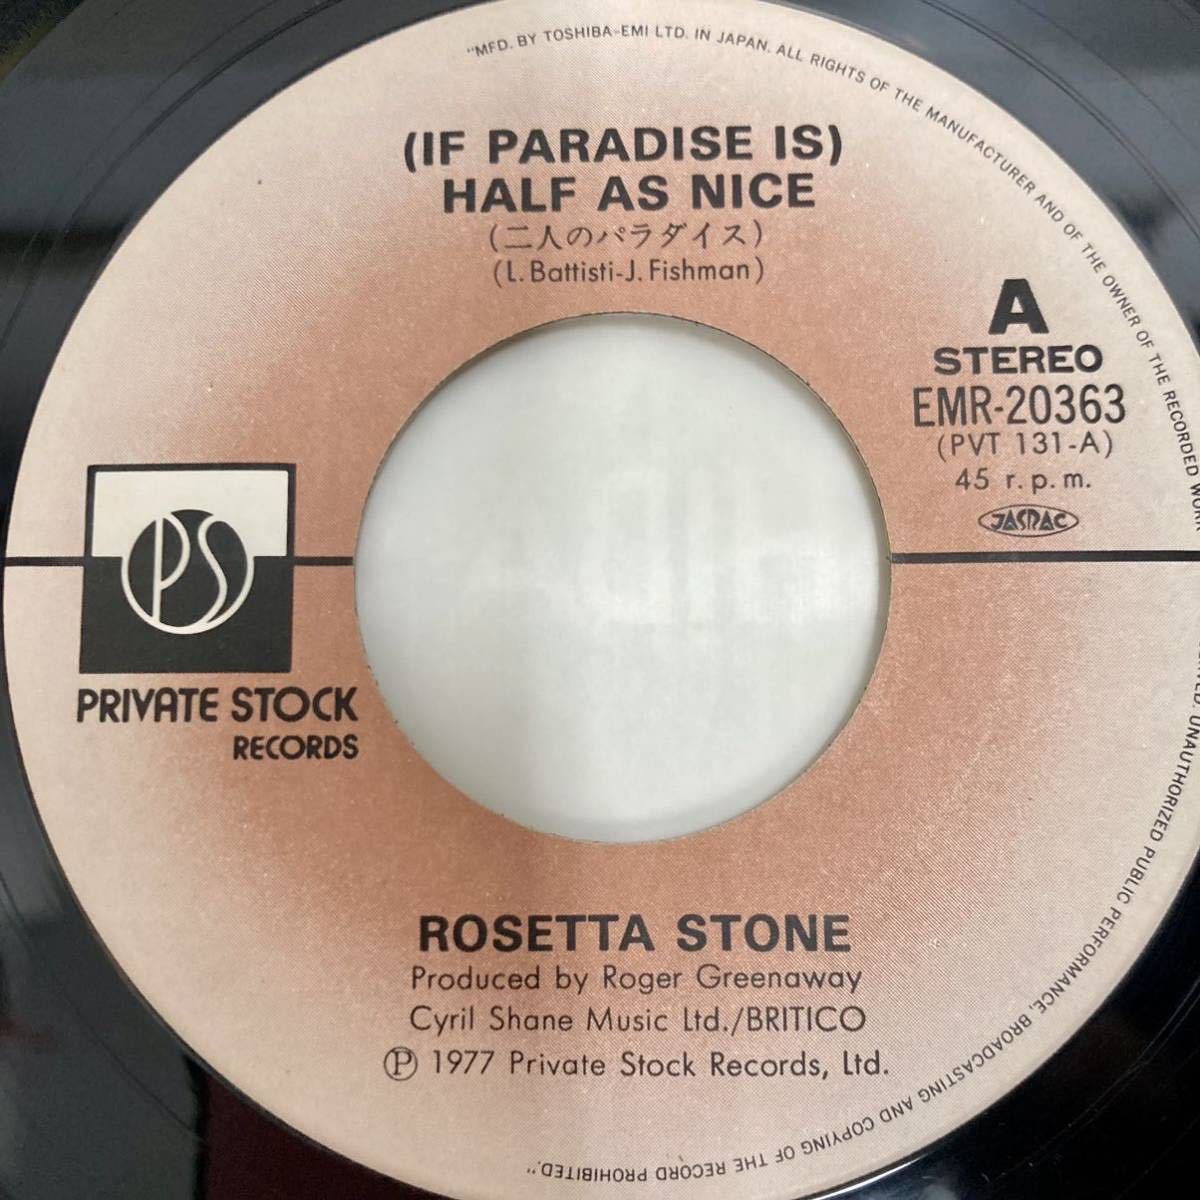 "MFD. BY TOSHIBA-EMI LTD. IN JAPAN. ALL RIGHTS OF THE MANUFACTURER AND OF THE OWNER OF THE RECORDED WORK
UNAUTHORIZED PUBLIC PERFORMANCE, BROADCASTING AND COPYING OF THE RECORD PROHIBITED."
(IF PARADISE IS)
HALF AS NICE
(二人のパラダイス)
(L. Battisti-J. Fishman)
A
STEREO
EMR-20363
(PVT 131-A)
45 r.p.m.
JASRAC
PS
PRIVATE STOCK
RECORDS
ROSETTA STONE
Produced by Roger Greenaway
Cyril Shane Music Ltd./BRITICO
Ⓟ 1977 Private Stock Records, Ltd.